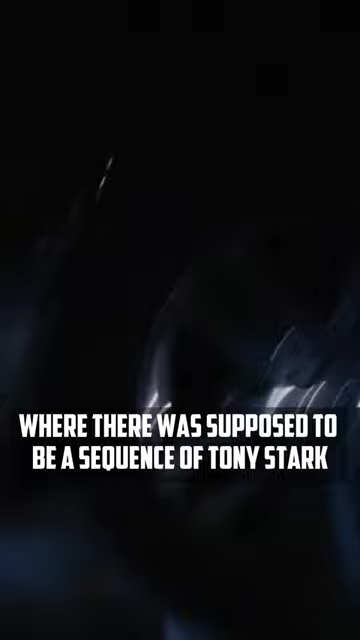 WHERE THERE WAS SUPPOSED TO
BE A SEQUENCE OF TONY STARK